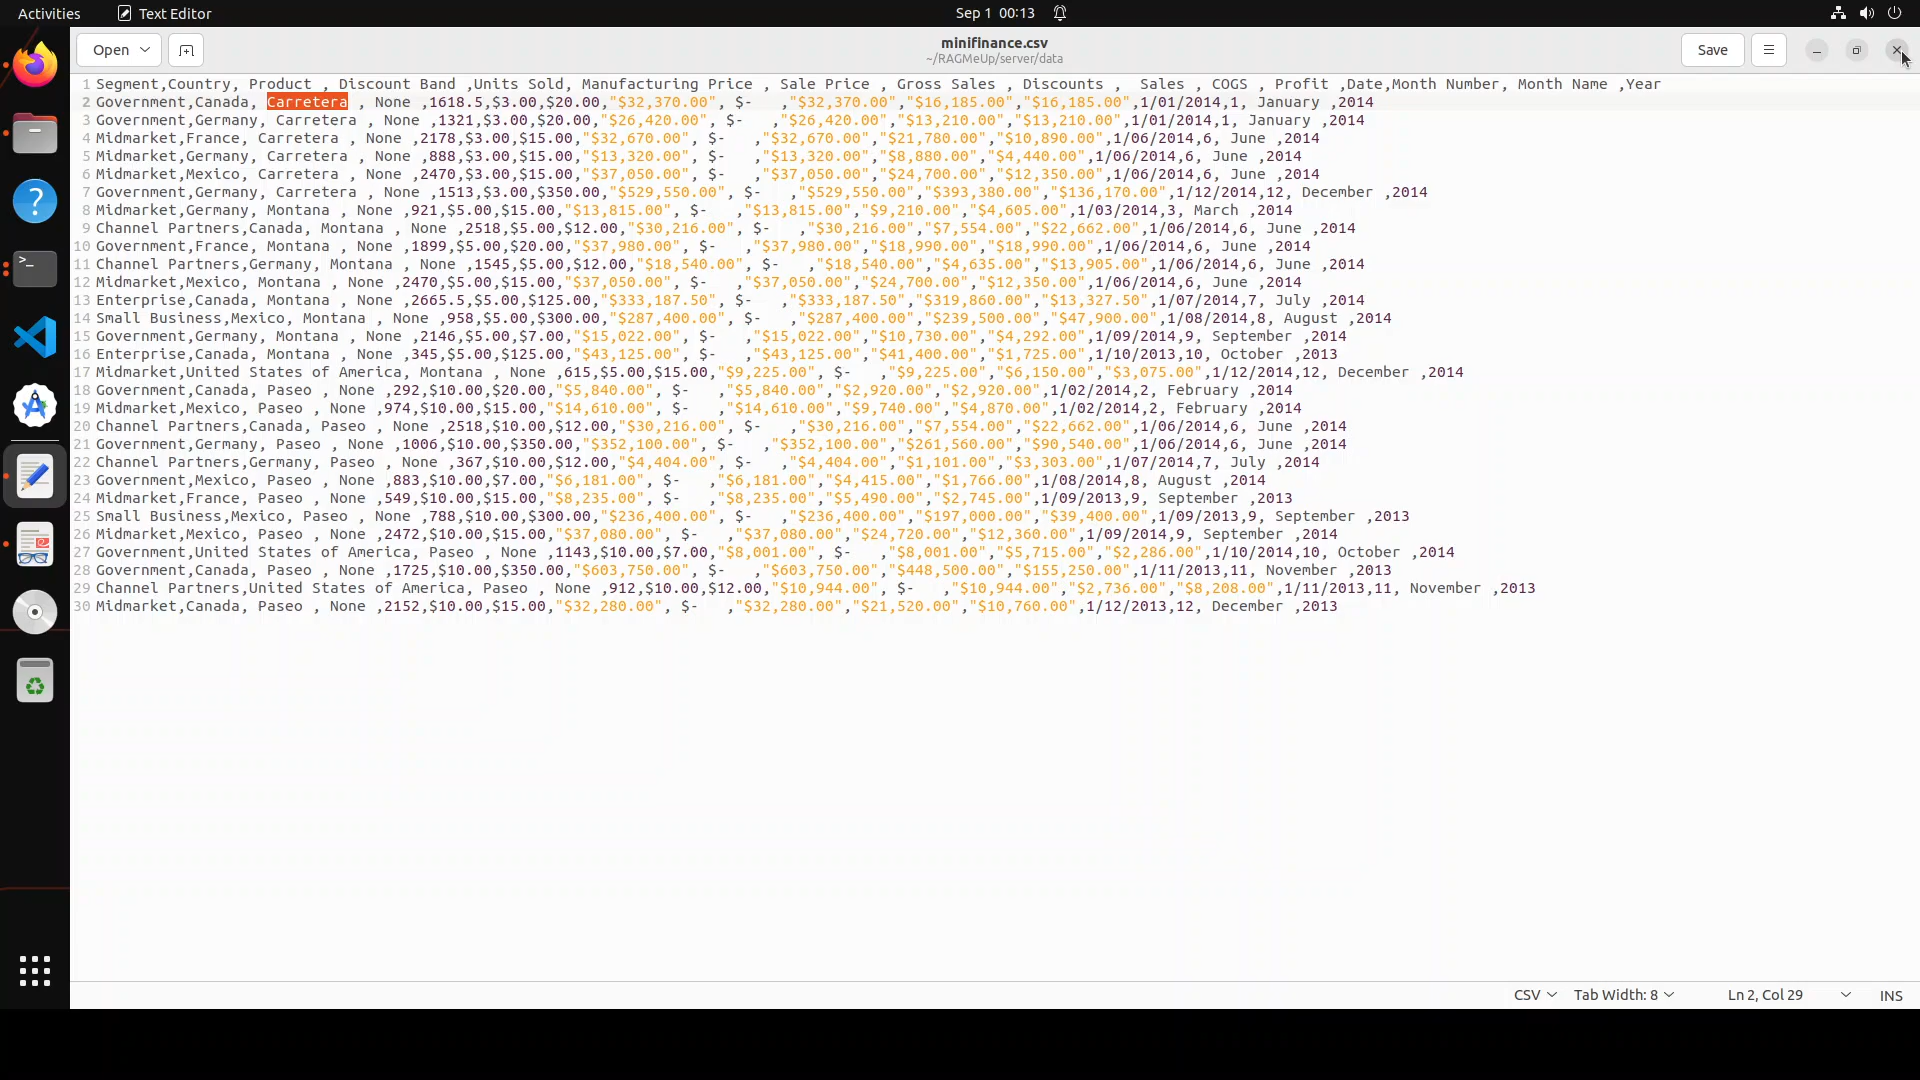 Activities Text Editor Sep 1 00:13
Open minifinance.csv Save
~/RAGMeUp/server/data
1 Segment,Country, Product , Discount Band ,Units Sold, Manufacturing Price , Sale Price , Gross Sales , Discounts ,  Sales , COGS , Profit ,Date,Month Number, Month Name ,Year
2 Government,Canada, Carretera , None ,1618.5,$3.00,$20.00,"$32,370.00", $-   ,"$32,370.00","$16,185.00","$16,185.00",1/01/2014,1, January ,2014
3 Government,Germany, Carretera , None ,1321,$3.00,$20.00,"$26,420.00", $-   ,"$26,420.00","$13,210.00","$13,210.00",1/01/2014,1, January ,2014
4 Midmarket,France, Carretera , None ,2178,$3.00,$15.00,"$32,670.00", $-   ,"$32,670.00","$21,780.00","$10,890.00",1/06/2014,6, June ,2014
5 Midmarket,Germany, Carretera , None ,888,$3.00,$15.00,"$13,320.00", $-   ,"$13,320.00","$8,880.00","$4,440.00",1/06/2014,6, June ,2014
6 Midmarket,Mexico, Carretera , None ,2470,$3.00,$15.00,"$37,050.00", $-   ,"$37,050.00","$24,700.00","$12,350.00",1/06/2014,6, June ,2014
7 Government,Germany, Carretera , None ,1513,$3.00,$350.00,"$529,550.00", $-   ,"$529,550.00","$393,380.00","$136,170.00",1/12/2014,12, December ,2014
8 Midmarket,Germany, Montana , None ,921,$5.00,$15.00,"$13,815.00", $-   ,"$13,815.00","$9,210.00","$4,605.00",1/03/2014,3, March ,2014
9 Channel Partners,Canada, Montana , None ,2518,$5.00,$12.00,"$30,216.00", $-   ,"$30,216.00","$7,554.00","$22,662.00",1/06/2014,6, June ,2014
10 Government,France, Montana , None ,1899,$5.00,$20.00,"$37,980.00", $-   ,"$37,980.00","$18,990.00","$18,990.00",1/06/2014,6, June ,2014
11 Channel Partners,Germany, Montana , None ,1545,$5.00,$12.00,"$18,540.00", $-   ,"$18,540.00","$4,635.00","$13,905.00",1/06/2014,6, June ,2014
12 Midmarket,Mexico, Montana , None ,2470,$5.00,$15.00,"$37,050.00", $-   ,"$37,050.00","$24,700.00","$12,350.00",1/06/2014,6, June ,2014
13 Enterprise,Canada, Montana , None ,2665.5,$5.00,$125.00,"$333,187.50", $-   ,"$333,187.50","$319,860.00","$13,327.50",1/07/2014,7, July ,2014
14 Small Business,Mexico, Montana , None ,958,$5.00,$300.00,"$287,400.00", $-   ,"$287,400.00","$239,500.00","$47,900.00",1/08/2014,8, August ,2014
15 Government,Germany, Montana , None ,2146,$5.00,$7.00,"$15,022.00", $-   ,"$15,022.00","$10,730.00","$4,292.00",1/09/2014,9, September ,2014
16 Enterprise,Canada, Montana , None ,345,$5.00,$125.00,"$43,125.00", $-   ,"$43,125.00","$41,400.00","$1,725.00",1/10/2013,10, October ,2013
17 Midmarket,United States of America, Montana , None ,615,$5.00,$15.00,"$9,225.00", $-   ,"$9,225.00","$6,150.00","$3,075.00",1/12/2014,12, December ,2014
18 Government,Canada, Paseo , None ,292,$10.00,$20.00,"$5,840.00", $-   ,"$5,840.00","$2,920.00","$2,920.00",1/02/2014,2, February ,2014
19 Midmarket,Mexico, Paseo , None ,974,$10.00,$15.00,"$14,610.00", $-   ,"$14,610.00","$9,740.00","$4,870.00",1/02/2014,2, February ,2014
20 Channel Partners,Canada, Paseo , None ,2518,$10.00,$12.00,"$30,216.00", $-   ,"$30,216.00","$7,554.00","$22,662.00",1/06/2014,6, June ,2014
21 Government,Germany, Paseo , None ,1006,$10.00,$350.00,"$352,100.00", $-   ,"$352,100.00","$261,560.00","$90,540.00",1/06/2014,6, June ,2014
22 Channel Partners,Germany, Paseo , None ,367,$10.00,$12.00,"$4,404.00", $-   ,"$4,404.00","$1,101.00","$3,303.00",1/07/2014,7, July ,2014
23 Government,Mexico, Paseo , None ,883,$10.00,$7.00,"$6,181.00", $-   ,"$6,181.00","$4,415.00","$1,766.00",1/08/2014,8, August ,2014
24 Midmarket,France, Paseo , None ,549,$10.00,$15.00,"$8,235.00", $-   ,"$8,235.00","$5,490.00","$2,745.00",1/09/2013,9, September ,2013
25 Small Business,Mexico, Paseo , None ,788,$10.00,$300.00,"$236,400.00", $-   ,"$236,400.00","$197,000.00","$39,400.00",1/09/2013,9, September ,2013
26 Midmarket,Mexico, Paseo , None ,2472,$10.00,$15.00,"$37,080.00", $-   ,"$37,080.00","$24,720.00","$12,360.00",1/09/2014,9, September ,2014
27 Government,United States of America, Paseo , None ,1143,$10.00,$7.00,"$8,001.00", $-   ,"$8,001.00","$5,715.00","$2,286.00",1/10/2014,10, October ,2014
28 Government,Canada, Paseo , None ,1725,$10.00,$350.00,"$603,750.00", $-   ,"$603,750.00","$448,500.00","$155,250.00",1/11/2013,11, November ,2013
29 Channel Partners,United States of America, Paseo , None ,912,$10.00,$12.00,"$10,944.00", $-   ,"$10,944.00","$2,736.00","$8,208.00",1/11/2013,11, November ,2013
30 Midmarket,Canada, Paseo , None ,2152,$10.00,$15.00,"$32,280.00", $-   ,"$32,280.00","$21,520.00","$10,760.00",1/12/2013,12, December ,2013
CSV Tab Width: 8 Ln 2, Col 29 INS